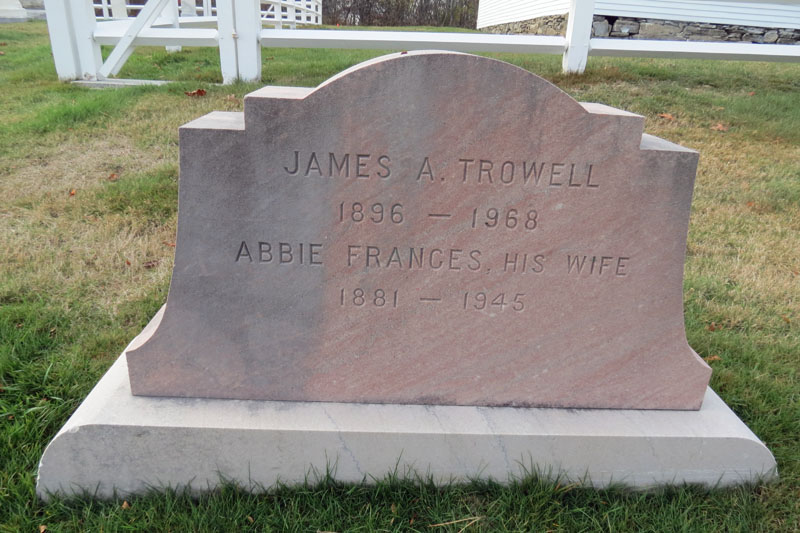 JAMES A. TROWELL
1896 — 1968
ABBIE FRANCES, HIS WIFE
1881 — 1945